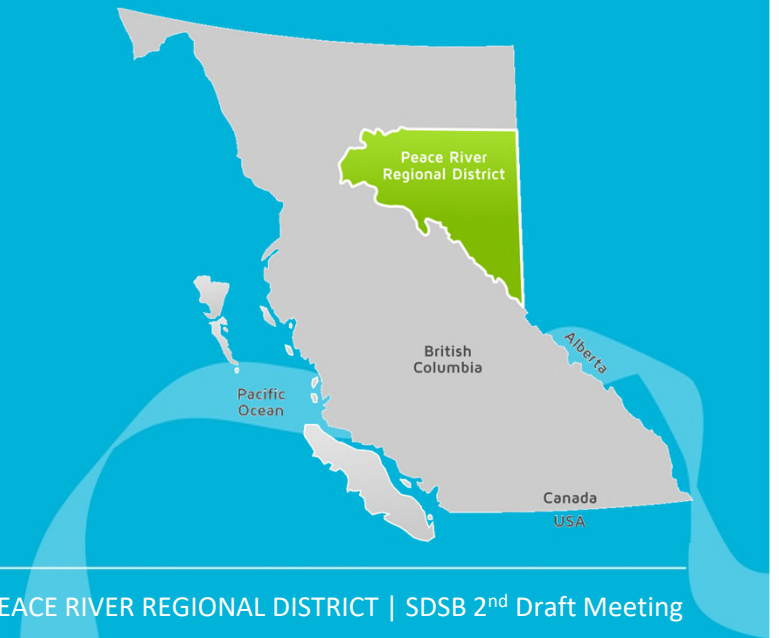 Peace River
Regional District
British
Columbia
Alberta
Pacific
Ocean
Canada
USA
EACE RIVER REGIONAL DISTRICT | SDSB 2nd Draft Meeting